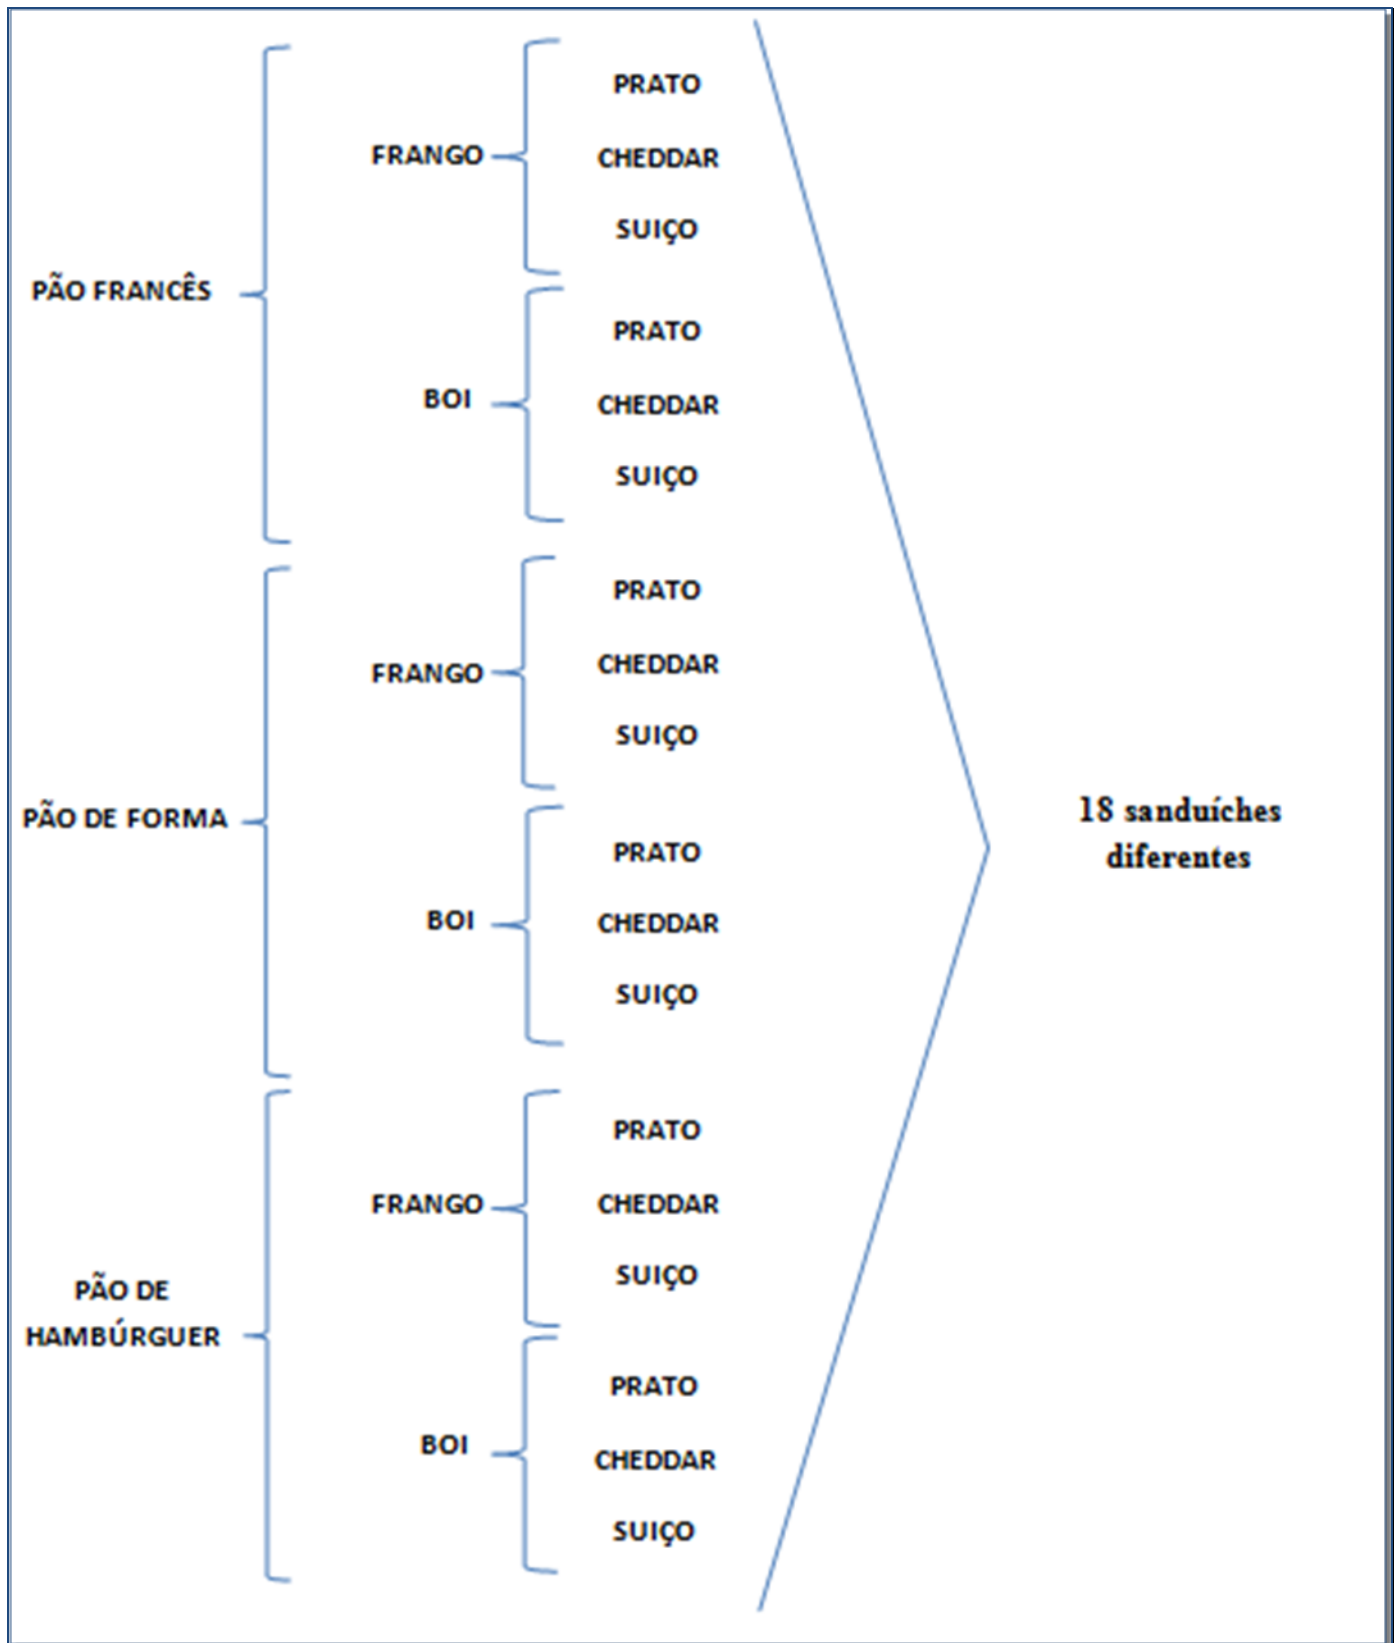 PÃO FRANCÊS
FRANGO
PRATO
CHEDDAR
SUIÇO
BOI
PRATO
CHEDDAR
SUIÇO
PÃO DE FORMA
FRANGO
PRATO
CHEDDAR
SUIÇO
BOI
PRATO
CHEDDAR
SUIÇO
PÃO DE
HAMBÚRGUER
FRANGO
PRATO
CHEDDAR
SUIÇO
BOI
PRATO
CHEDDAR
SUIÇO
18 sanduíches
diferentes